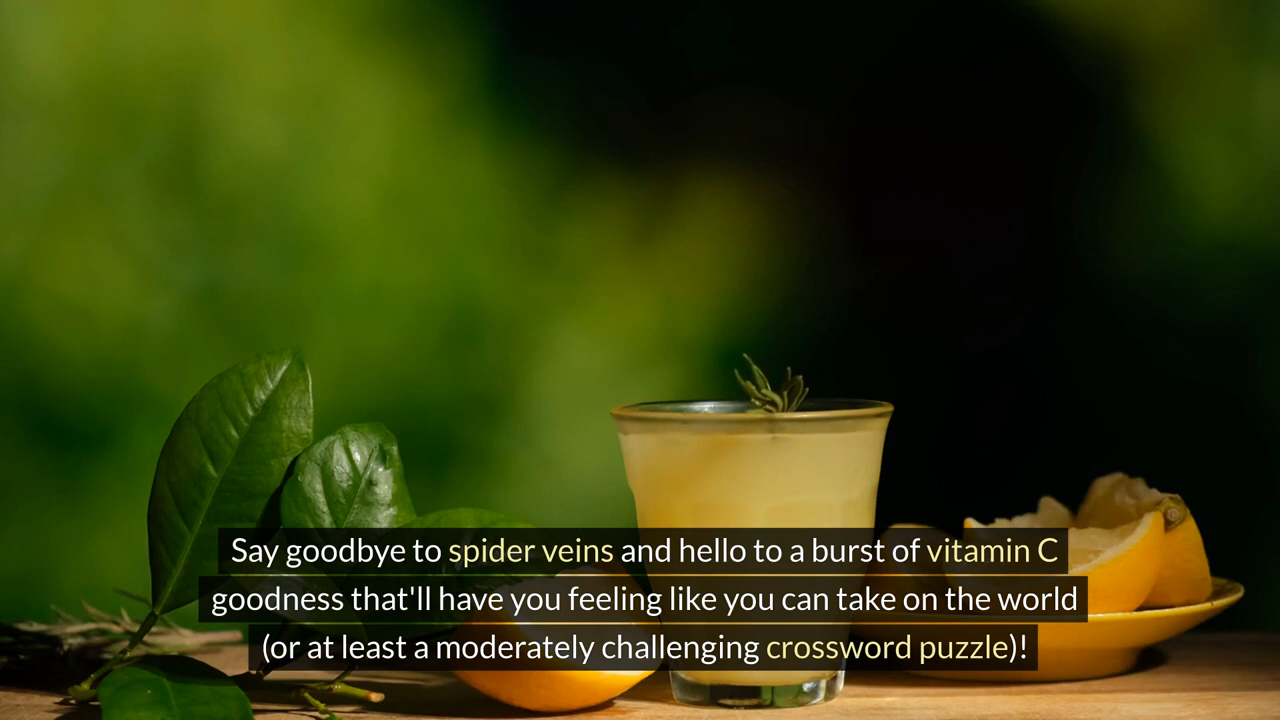 Say goodbye to spider veins and hello to a burst of vitamin C
goodness that'll have you feeling like you can take on the world
(or at least a moderately challenging crossword puzzle)!